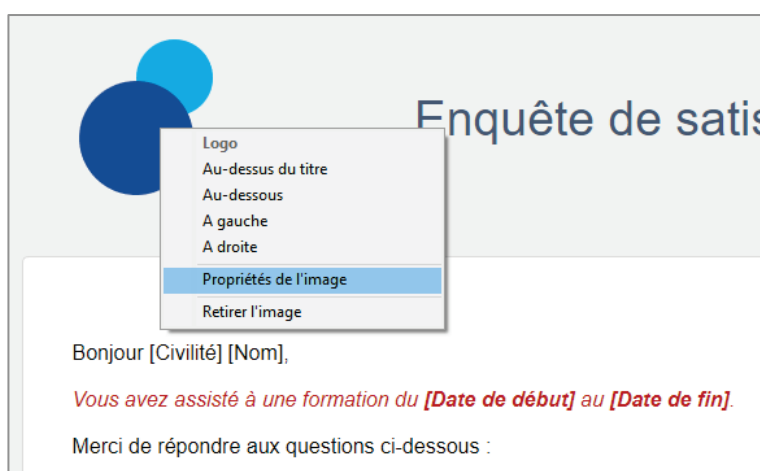 Enquête de satis
Logo
Au-dessus du titre
Au-dessous
A gauche
A droite
Propriétés de l'image
Retirer l'image
Bonjour [Civilité] [Nom],
Vous avez assisté à une formation du [Date de début] au [Date de fin].
Merci de répondre aux questions ci-dessous :